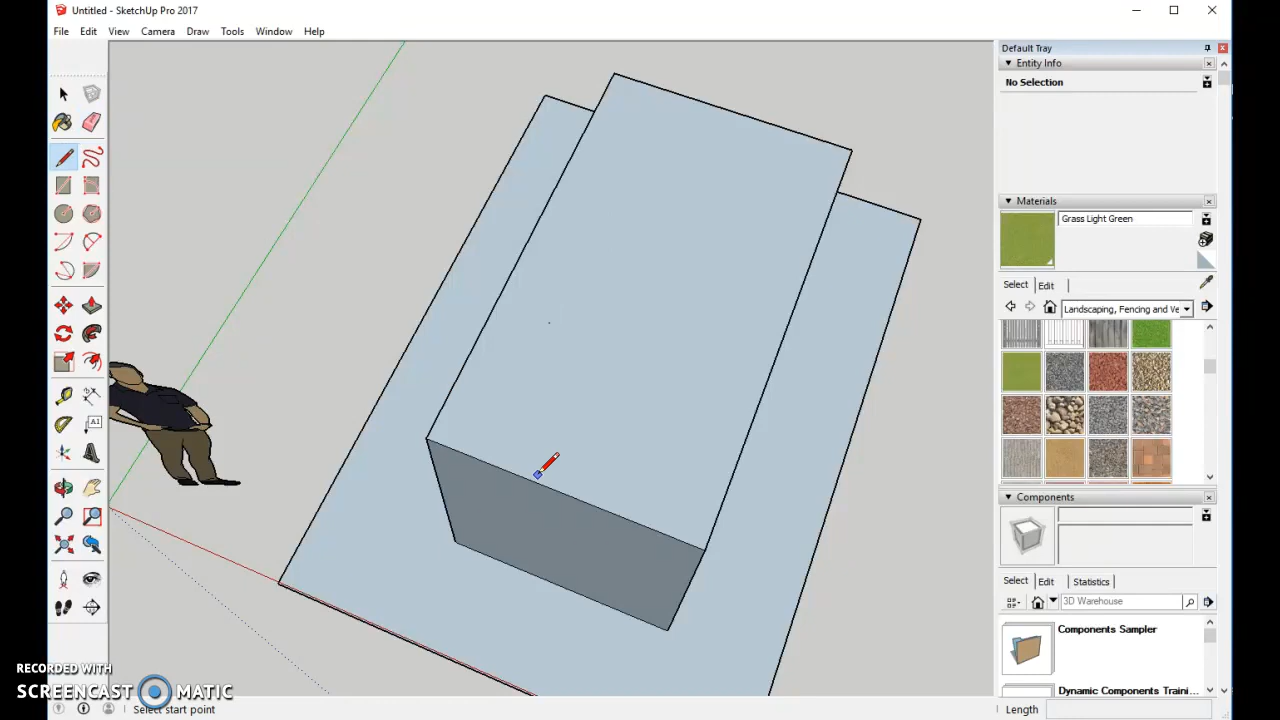 Untitled - SketchUp Pro 2017
File Edit View Camera Draw Tools Window Help
Default Tray
Entity Info
No Selection
Materials
Grass Light Green
Select Edit
Landscaping, Fencing and Ve
A1
Components
Select Edit Statistics
3D Warehouse
Components Sampler
Dynamic Components Traini...
RECORDED WITH
SCREENCAST MATIC
Select start point
Length